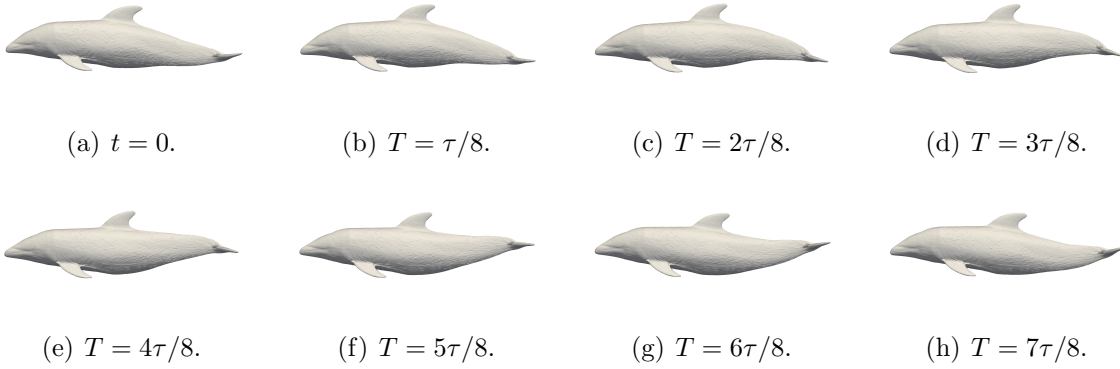 (a) t = 0. (b) T = τ/8. (c) T = 2τ/8. (d) T = 3τ/8.
(e) T = 4τ/8. (f) T = 5τ/8. (g) T = 6τ/8. (h) T = 7τ/8.